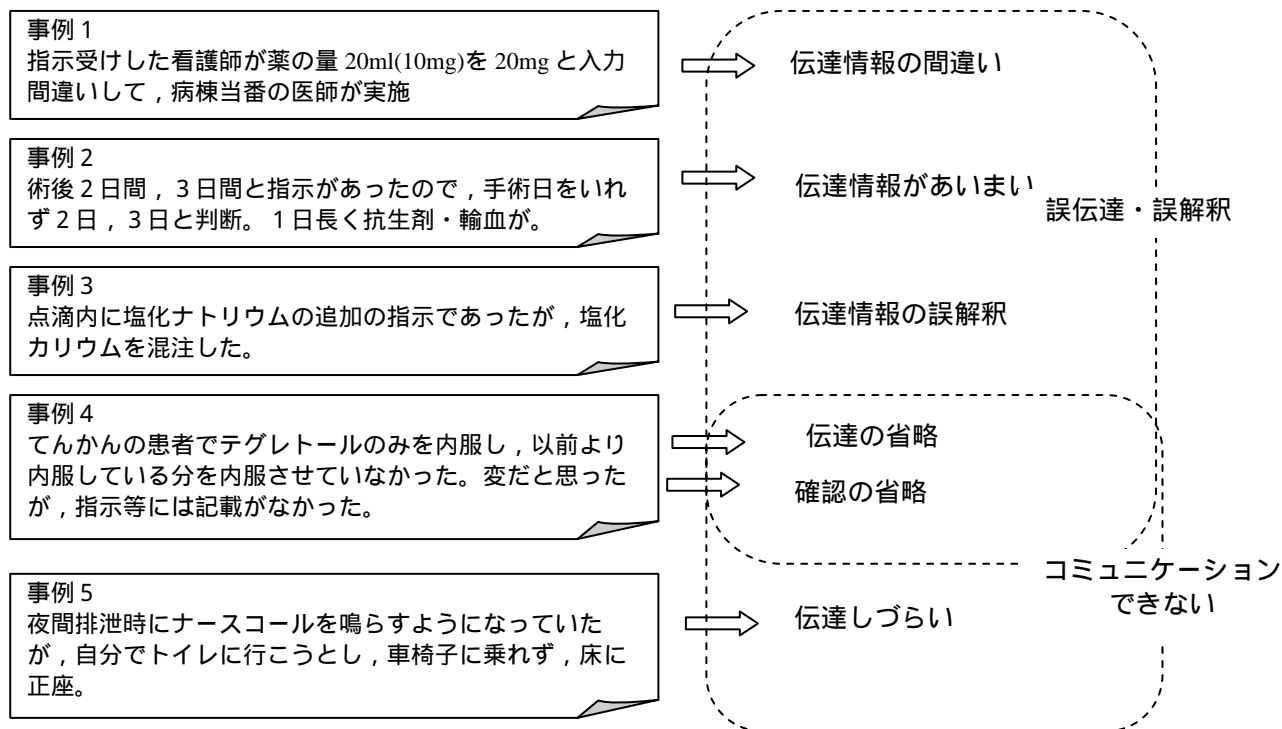 事例1
指示受けした看護師が薬の量 20ml(10mg)を 20mg と入力
間違いして，病棟当番の医師が実施
伝達情報の間違い
事例2
術後2日間，3日間と指示があったので，手術日をいれ
ず2日，3日と判断。1日長く抗生剤・輸血が。
伝達情報があいまい
誤伝達・誤解釈
事例3
点滴内に塩化ナトリウムの追加の指示であったが，塩化
カリウムを混注した。
伝達情報の誤解釈
事例4
てんかんの患者でテグレトールのみを内服し，以前より
内服している分を内服させていなかった。変だと思った
が，指示等には記載がなかった。
伝達の省略
確認の省略
コミュニケーション
できない
事例5
夜間排泄時にナースコールを鳴らすようになっていた
が，自分でトイレに行こうとし，車椅子に乗れず，床に
正座。
伝達しづらい